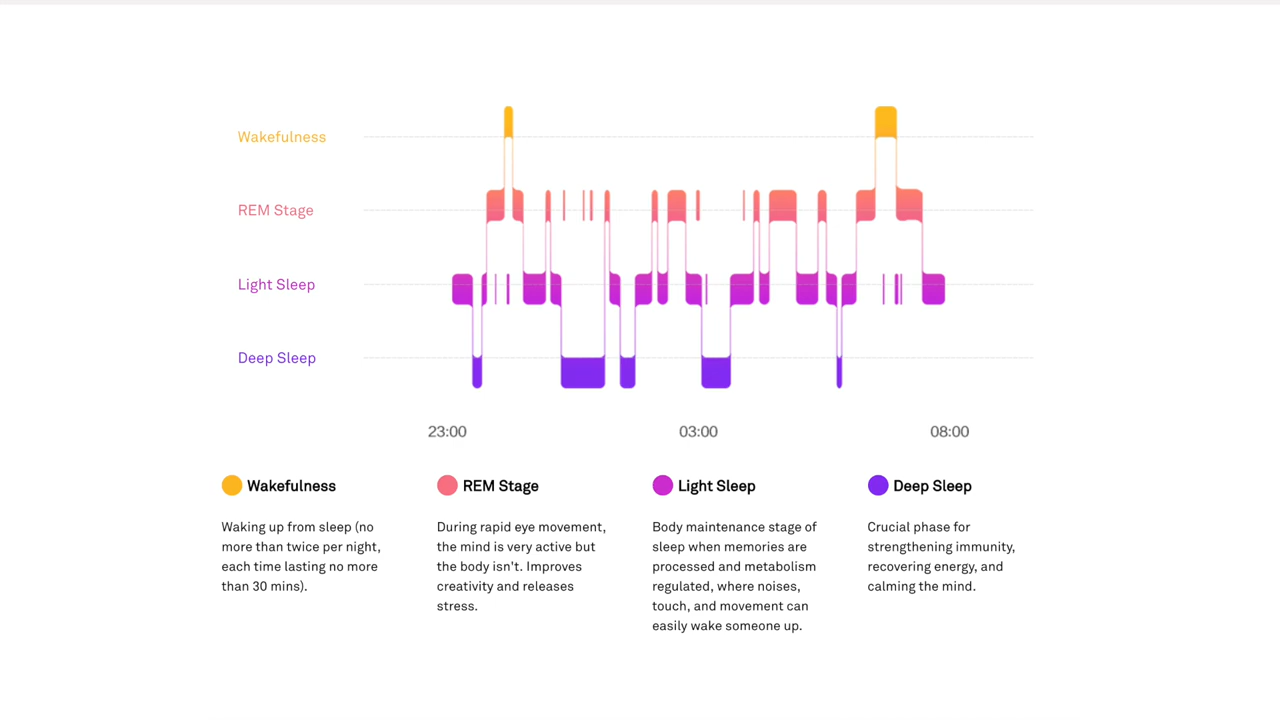 Wakefulness
REM Stage
Light Sleep
Deep Sleep
23:00 03:00 08:00
Wakefulness
Waking up from sleep (no
more than twice per night,
each time lasting no more
than 30 mins).
REM Stage
During rapid eye movement,
the mind is very active but
the body isn't. Improves
creativity and releases
stress.
Light Sleep
Body maintenance stage of
sleep when memories are
processed and metabolism
regulated, where noises,
touch, and movement can
easily wake someone up.
Deep Sleep
Crucial phase for
strengthening immunity,
recovering energy, and
calming the mind.